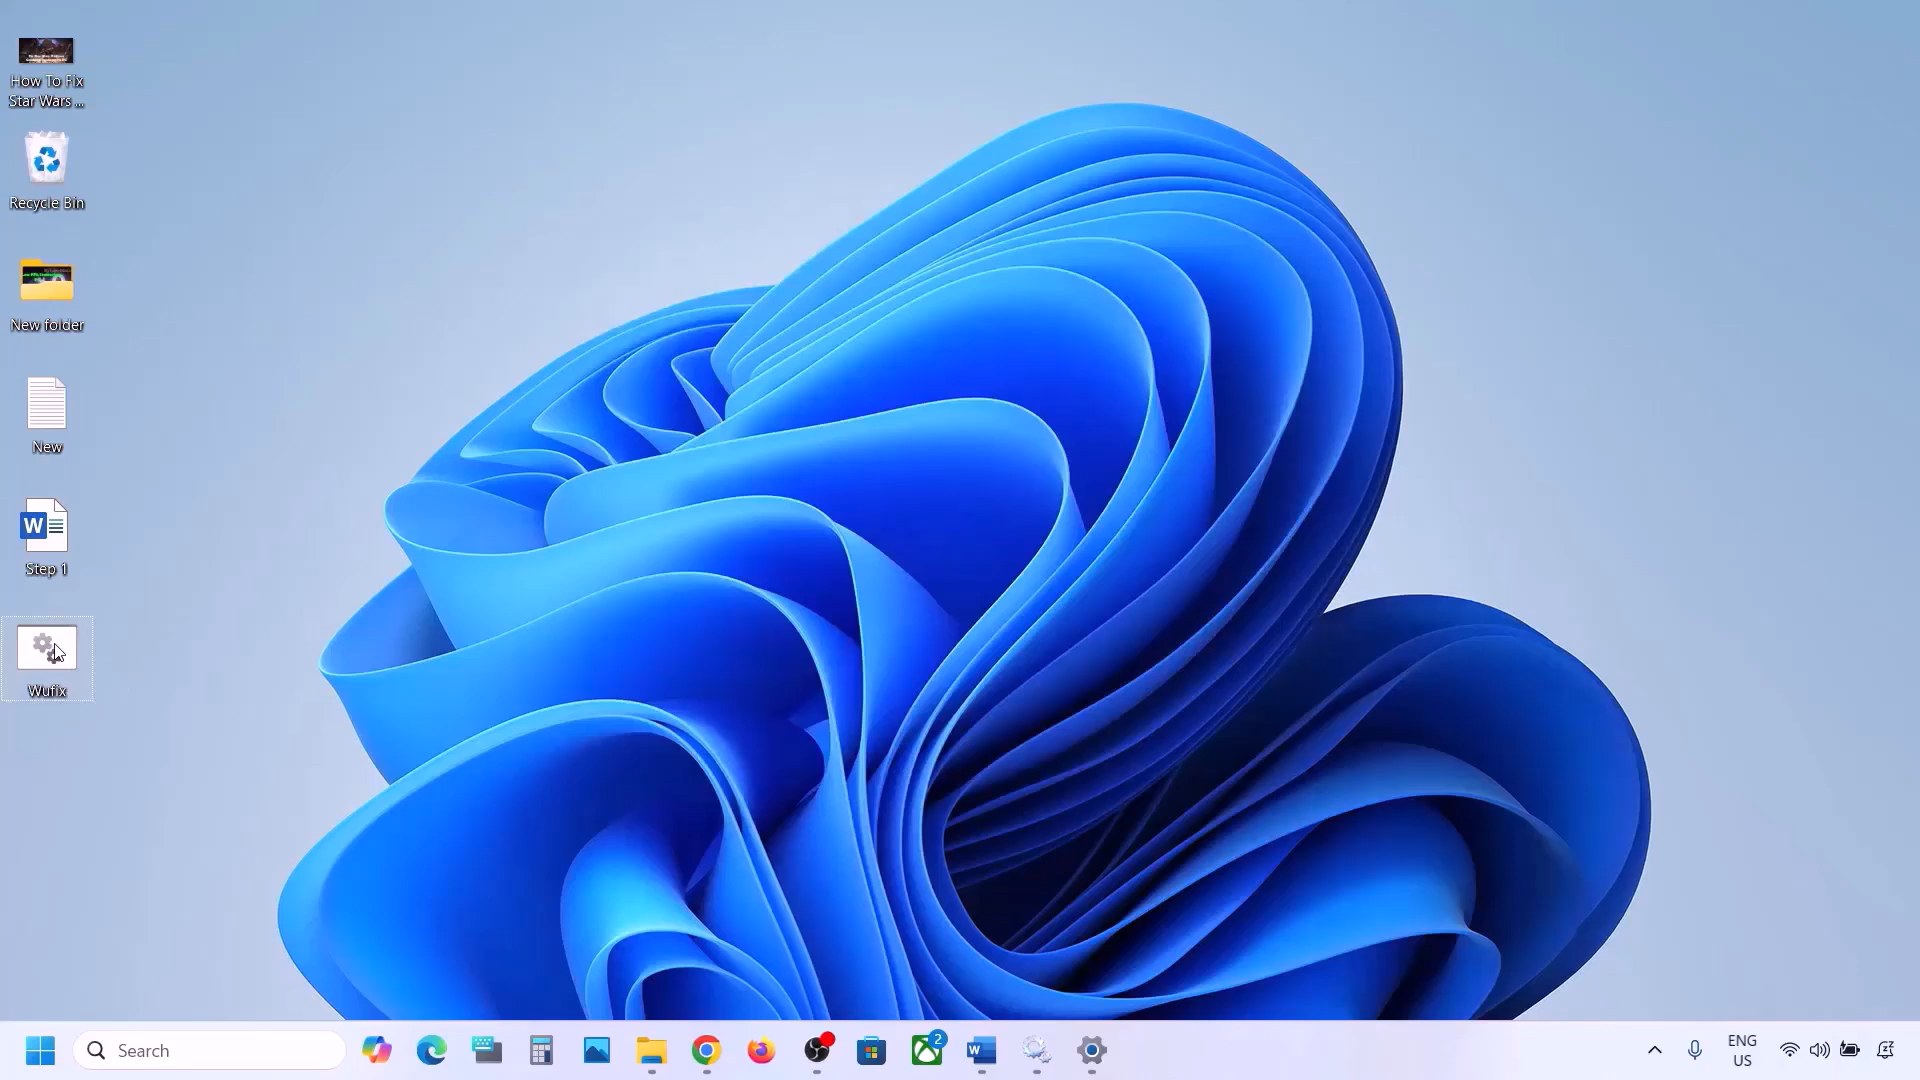 How To Fix
Star Wars ...
Recycle Bin
New folder
New
Step 1
Wufix
Search
2
ENG
US